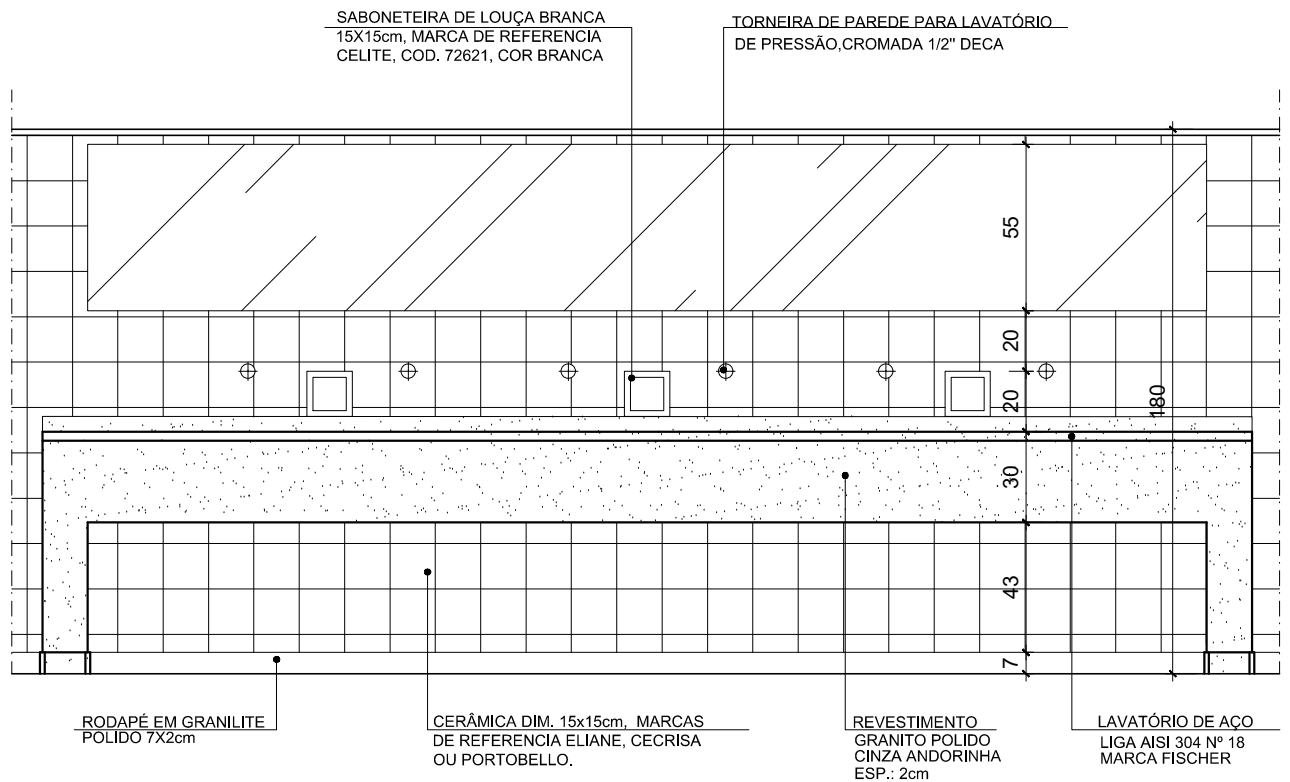 SABONETEIRA DE LOUÇA BRANCA
15X15cm, MARCA DE REFERENCIA
CELITE, COD. 72621, COR BRANCA
TORNEIRA DE PAREDE PARA LAVATÓRIO
DE PRESSÃO,CROMADA 1/2" DECA
55
20
20
180
30
43
7
RODAPÉ EM GRANILITE
POLIDO 7X2cm
CERÂMICA DIM. 15x15cm, MARCAS
DE REFERENCIA ELIANE, CECRISA
OU PORTOBELLO.
REVESTIMENTO
GRANITO POLIDO
CINZA ANDORINHA
ESP.: 2cm
LAVATÓRIO DE AÇO
LIGA AISI 304 Nº 18
MARCA FISCHER